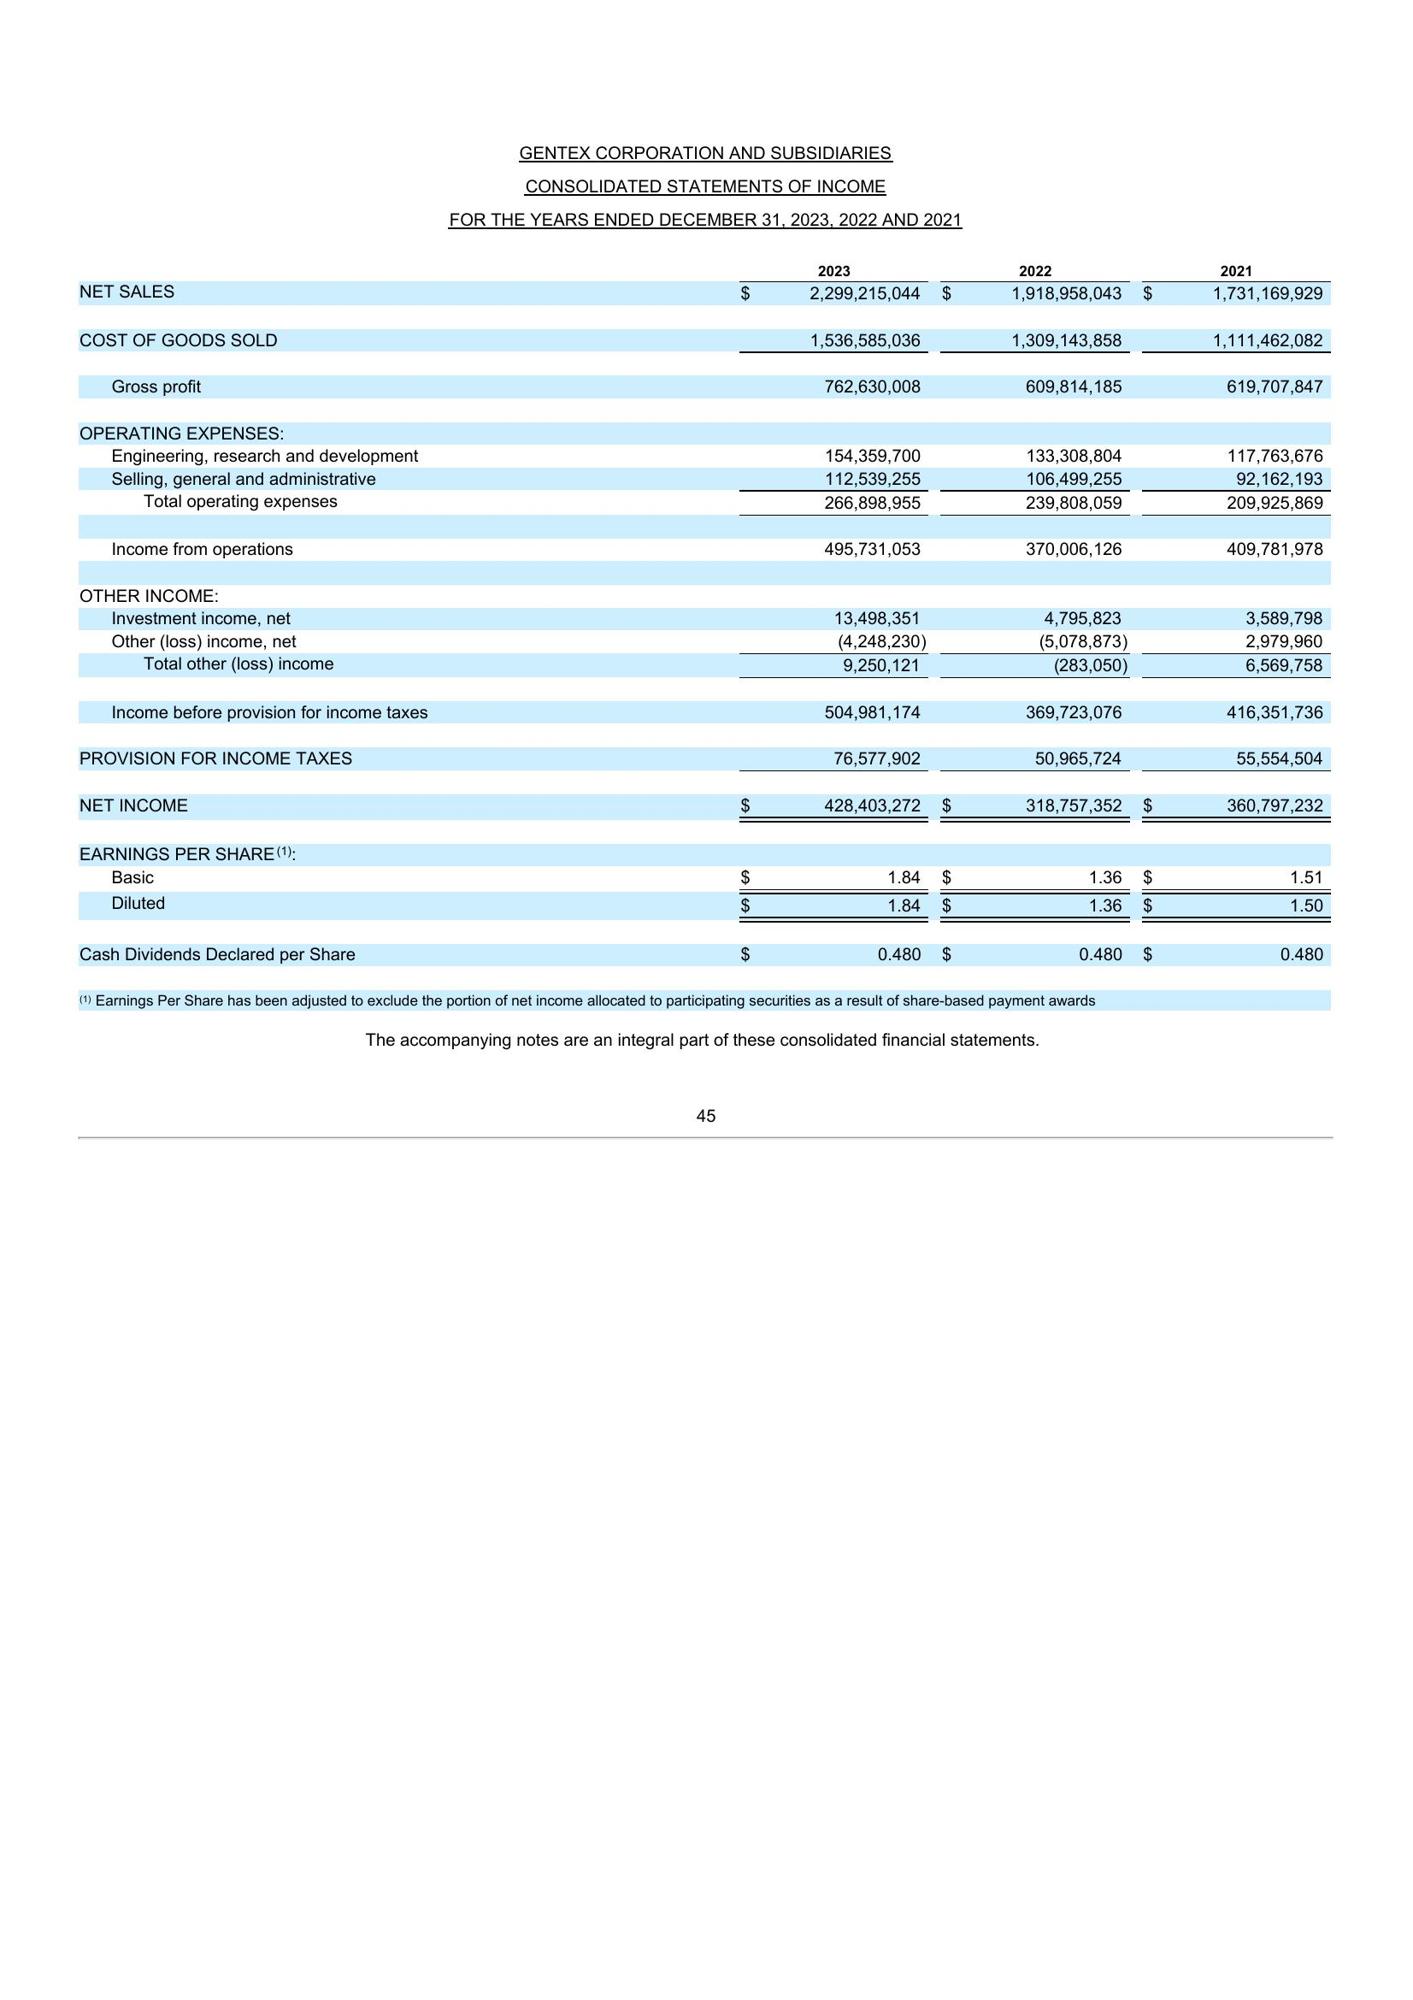 GENTEX CORPORATION AND SUBSIDIARIES
CONSOLIDATED STATEMENTS OF INCOME
FOR THE YEARS ENDED DECEMBER 31, 2023, 2022 AND 2021
2023 2022 2021
NET SALES $ 2,299,215,044 $ 1,918,958,043 $ 1,731,169,929
COST OF GOODS SOLD 1,536,585,036 1,309,143,858 1,111,462,082
Gross profit 762,630,008 609,814,185 619,707,847
OPERATING EXPENSES:
Engineering, research and development 154,359,700 133,308,804 117,763,676
Selling, general and administrative 112,539,255 106,499,255 92,162,193
Total operating expenses 266,898,955 239,808,059 209,925,869
Income from operations 495,731,053 370,006,126 409,781,978
OTHER INCOME:
Investment income, net 13,498,351 4,795,823 3,589,798
Other (loss) income, net (4,248,230) (5,078,873) 2,979,960
Total other (loss) income 9,250,121 (283,050) 6,569,758
Income before provision for income taxes 504,981,174 369,723,076 416,351,736
PROVISION FOR INCOME TAXES 76,577,902 50,965,724 55,554,504
NET INCOME $ 428,403,272 $ 318,757,352 $ 360,797,232
EARNINGS PER SHARE (1):
Basic $ 1.84 $ 1.36 $ 1.51
Diluted $ 1.84 $ 1.36 $ 1.50
Cash Dividends Declared per Share $ 0.480 $ 0.480 $ 0.480
(1) Earnings Per Share has been adjusted to exclude the portion of net income allocated to participating securities as a result of share-based payment awards
The accompanying notes are an integral part of these consolidated financial statements.
45